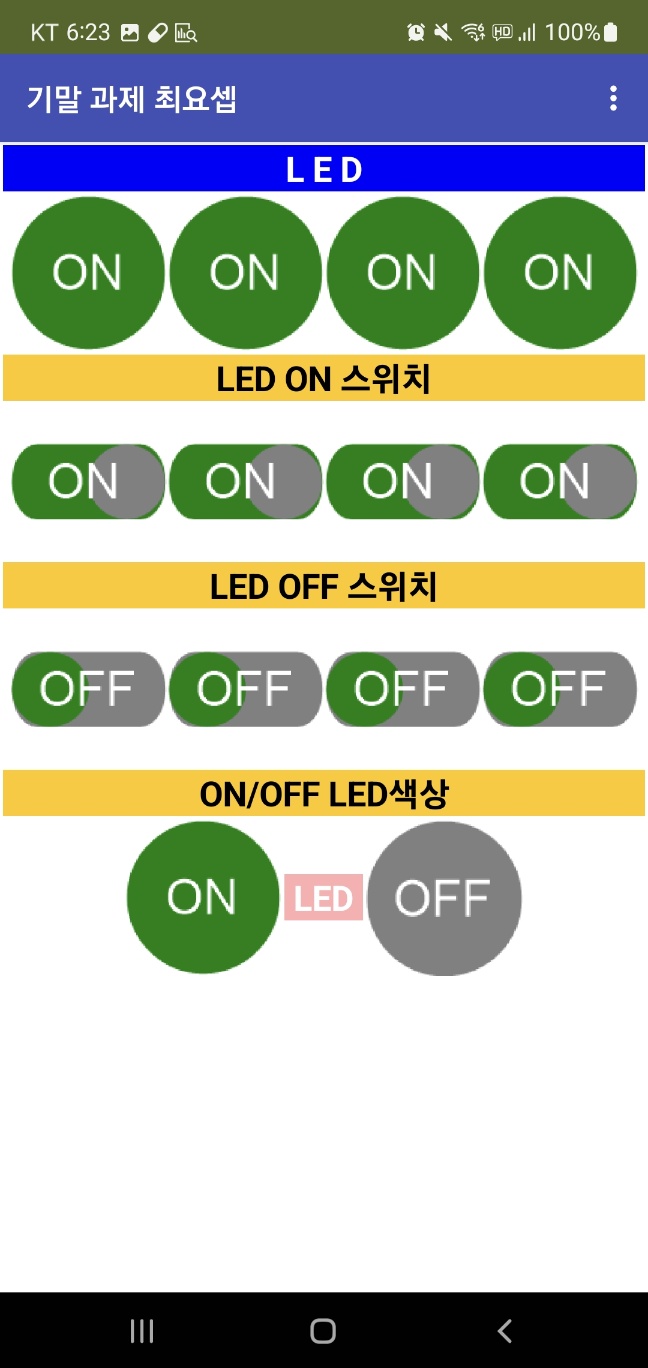 KT 6:23 HD 100%
기말 과제 최요셉
LED
ON ON ON ON
LED ON 스위치
ON ON ON ON
LED OFF 스위치
OFF OFF OFF OFF
ON/OFF LED색상
ON LED OFF